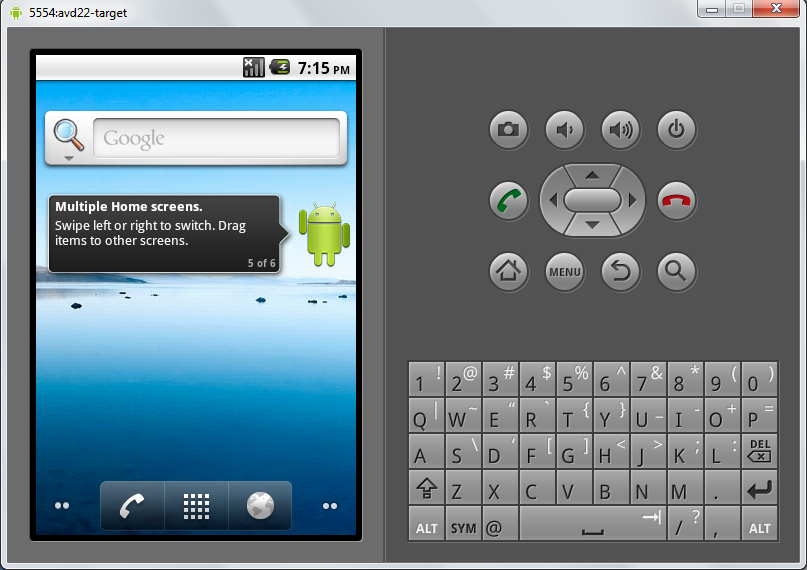 5554:avd22-target
7:15 PM
Google
Multiple Home screens.
Swipe left or right to switch. Drag
items to other screens.
5 of 6
MENU
1 ! 2 @ 3 # 4 $ 5 % 6 ^ 7 & 8 * 9 ( 0 )
Q | W ~ E “ R ` T { Y } U _ I - O + P =
A S \ D ' F [ G ] H < J > K ; L : DEL
Z X C V B N M .
ALT SYM @ / ? , ALT